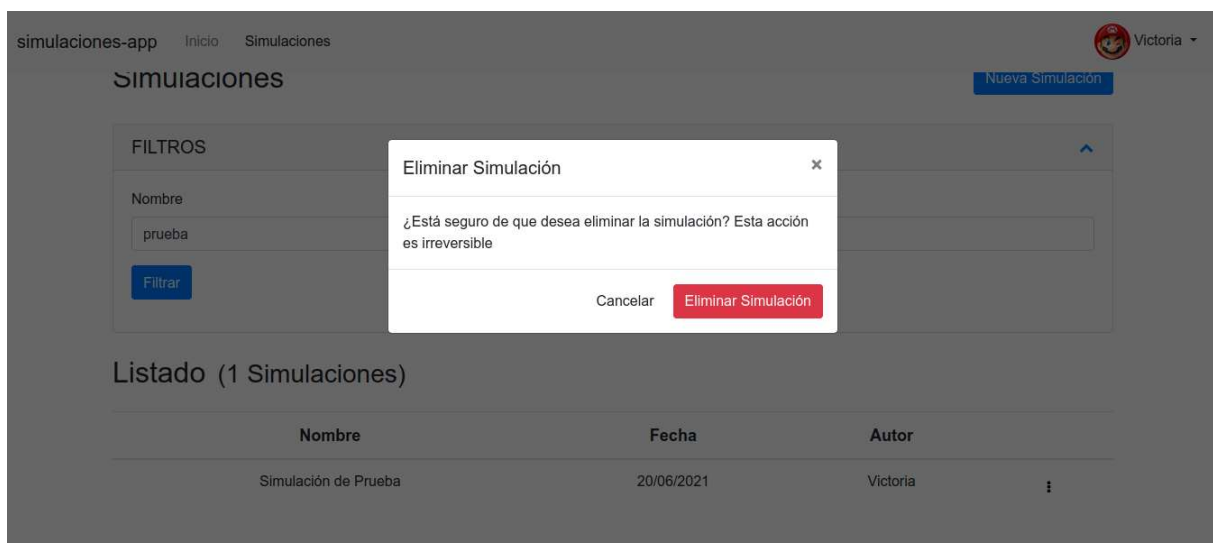 simulaciones-app Inicio Simulaciones Victoria
Simulaciones Nueva Simulación
FILTROS
Nombre
prueba
Filtrar
Eliminar Simulación ×
¿Está seguro de que desea eliminar la simulación? Esta acción
es irreversible
Cancelar Eliminar Simulación
Listado (1 Simulaciones)
Nombre Fecha Autor
Simulación de Prueba 20/06/2021 Victoria